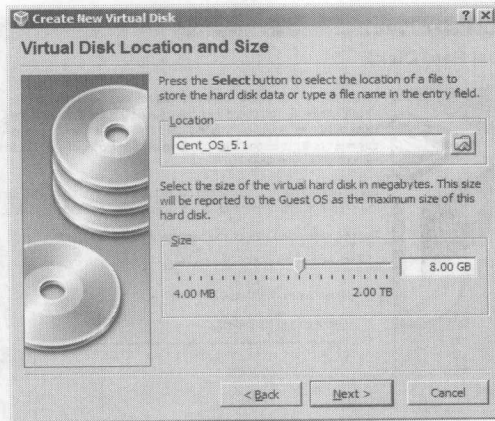 Create New Virtual Disk
Virtual Disk Location and Size
Press the Select button to select the location of a file to
store the hard disk data or type a file name in the entry field.
Location
Cent_OS_5.1
Select the size of the virtual hard disk in megabytes. This size
will be reported to the Guest OS as the maximum size of this
hard disk.
Size
8.00 GB
4.00 MB
2.00 TB
< Back
Next >
Cancel